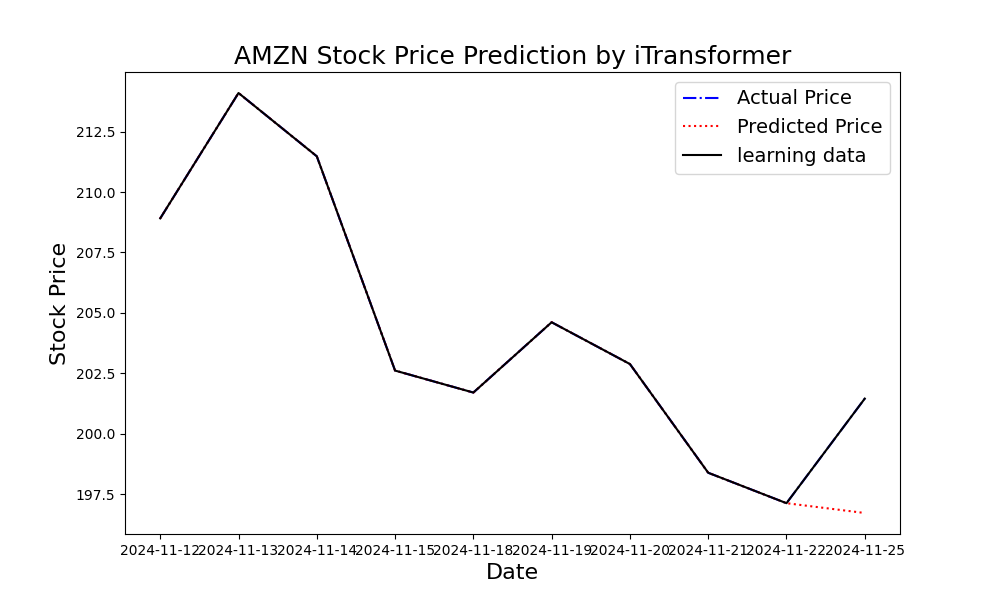 AMZN Stock Price Prediction by iTransformer
Actual Price
Predicted Price
learning data
212.5
210.0
207.5
205.0
202.5
200.0
197.5
Stock Price
2024-11-12 2024-11-13 2024-11-14 2024-11-15 2024-11-18 2024-11-19 2024-11-20 2024-11-21 2024-11-22 2024-11-25
Date